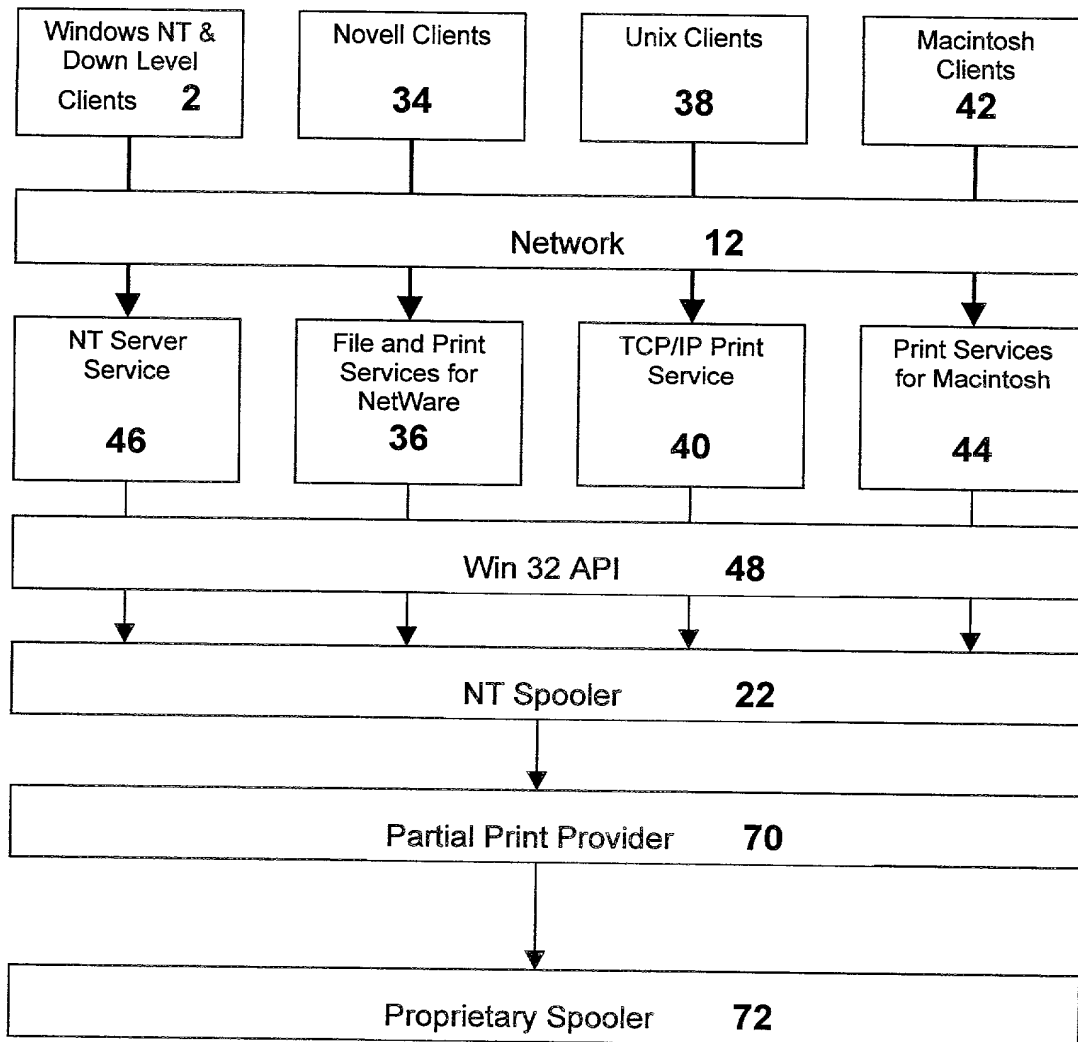 Windows NT &
Down Level
Clients 2
Novell Clients
34
Unix Clients
38
Macintosh
Clients
42
Network 12
NT Server
Service
46
File and Print
Services for
NetWare
36
TCP/IP Print
Service
40
Print Services
for Macintosh
44
Win 32 API 48
NT Spooler 22
Partial Print Provider 70
Proprietary Spooler 72